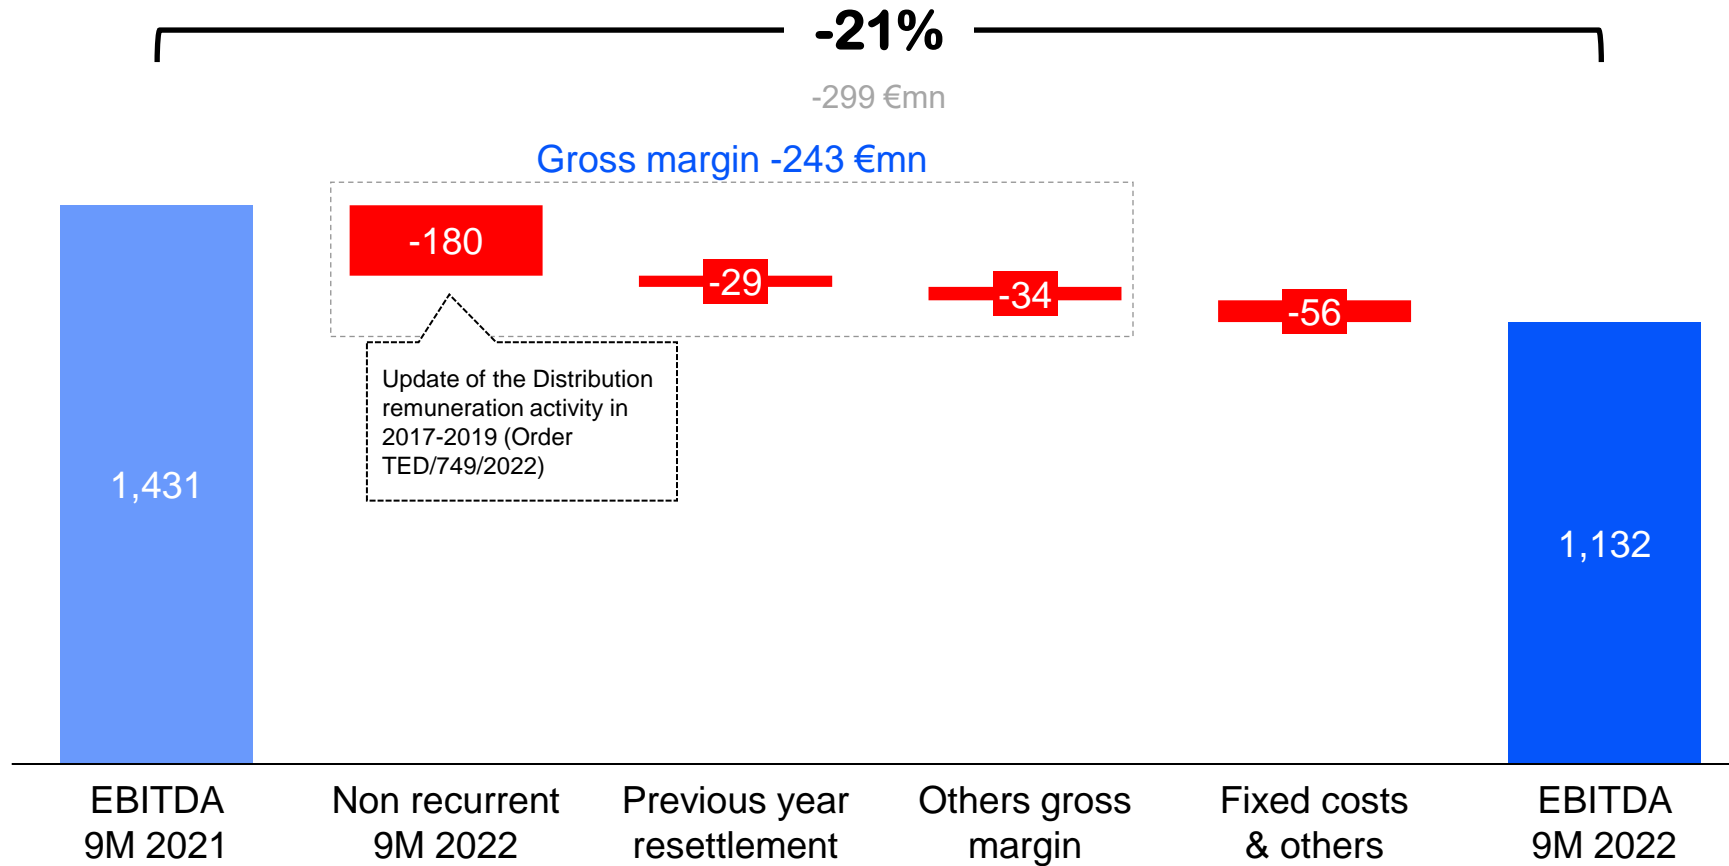 -21%
-299 €mn
Gross margin -243 €mn
-180
-29
-34
-56
Update of the Distribution
remuneration activity in
2017-2019 (Order
TED/749/2022)
1,431
1,132
EBITDA
9M 2021
Non recurrent
9M 2022
Previous year
resettlement
Others gross
margin
Fixed costs
& others
EBITDA
9M 2022